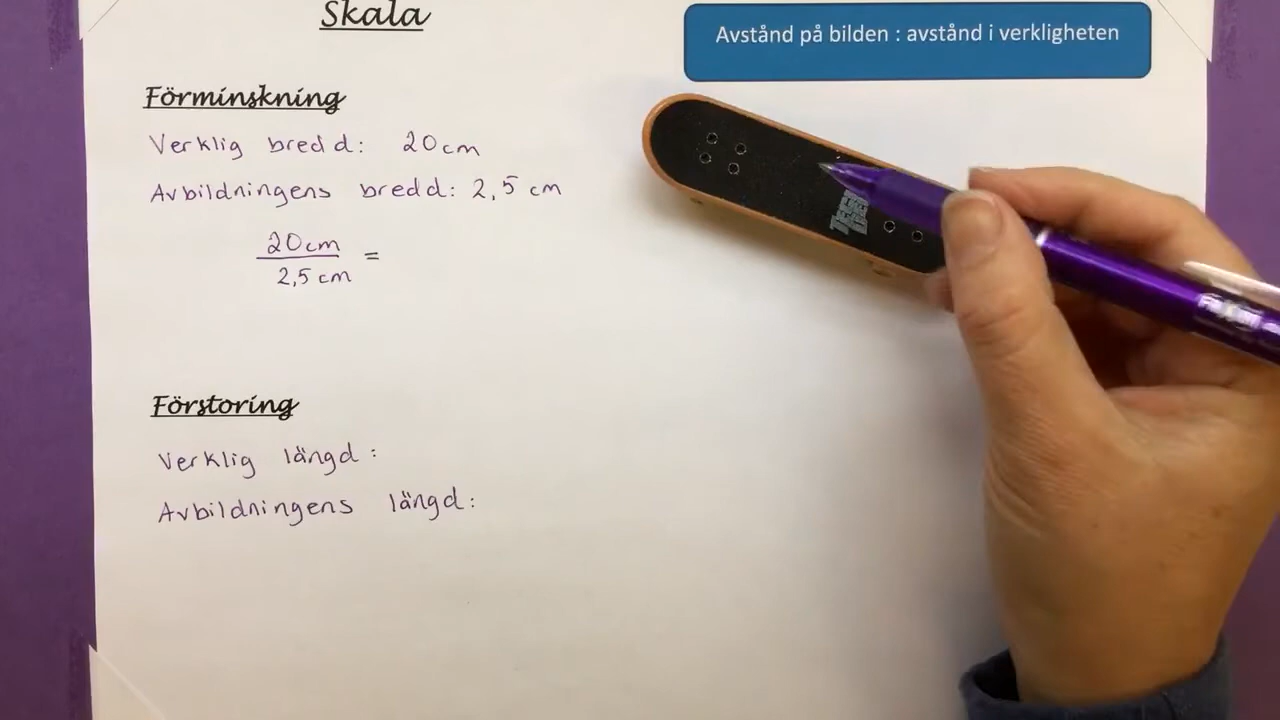 Skala
Avstånd på bilden : avstånd i verkligheten
Förminskning
Verklig bredd: 20cm
Avbildningens bredd: 2,5 cm
20cm
2,5 cm =
Förstoring
Verklig längd:
Avbildningens längd: